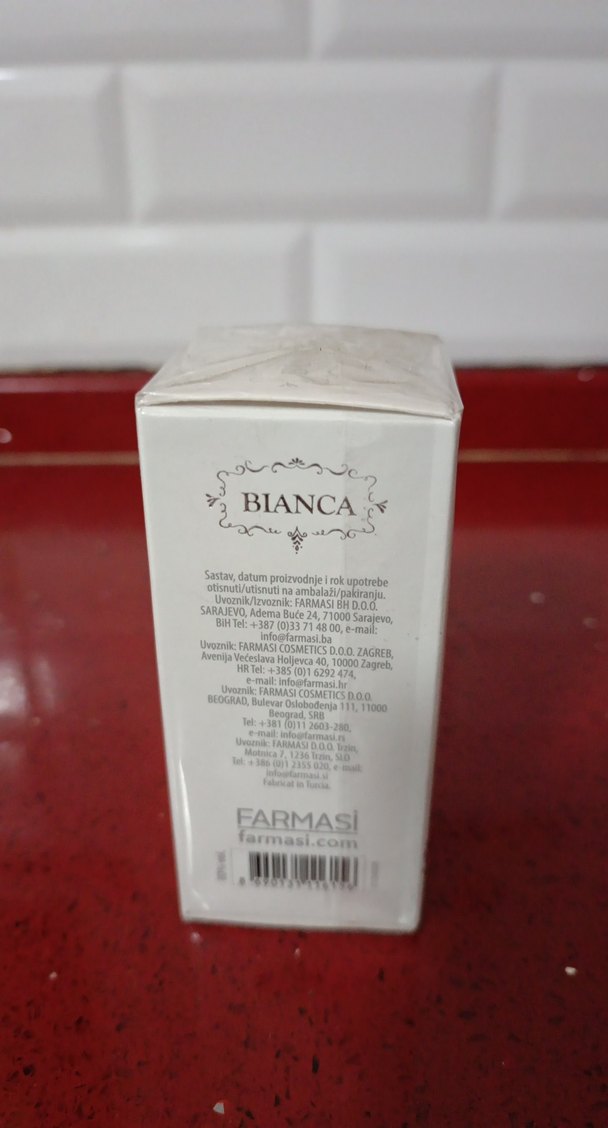 BIANCA
Sastav, datum proizvodnje i rok upotrebe
otisnuti/utisnuti na ambalaži/pakiranju.
Uvoznik/Izvoznik: FARMASI BH D.O.O.
SARAJEVO, Adema Buće 24, 71000 Sarajevo,
BiH Tel: +387 (0)33 71 48 00, e-mail:
info@farmasi.ba
Uvoznik: FARMASI COSMETICS D.O.O. ZAGREB,
Avenija Većeslava Holjevca 40, 10000 Zagreb,
HR Tel: +385 (0)1 6292 474,
e-mail: info@farmasi.hr
Uvoznik: FARMASI COSMETICS D.O.O.
BEOGRAD, Bulevar Oslobođenja 111, 11000
Beograd, SRB
Tel: +381 (0)11 2603-280,
e-mail: info@farmasi.rs
Uvoznik: FARMASI D.O.O. Trzin,
Motnica 7, 1236 Trzin, SLO
Tel: +386 (0)1 2355 020, e-mail:
info@farmasi.si
Fabricat in Turcia.
FARMASi
farmasi.com